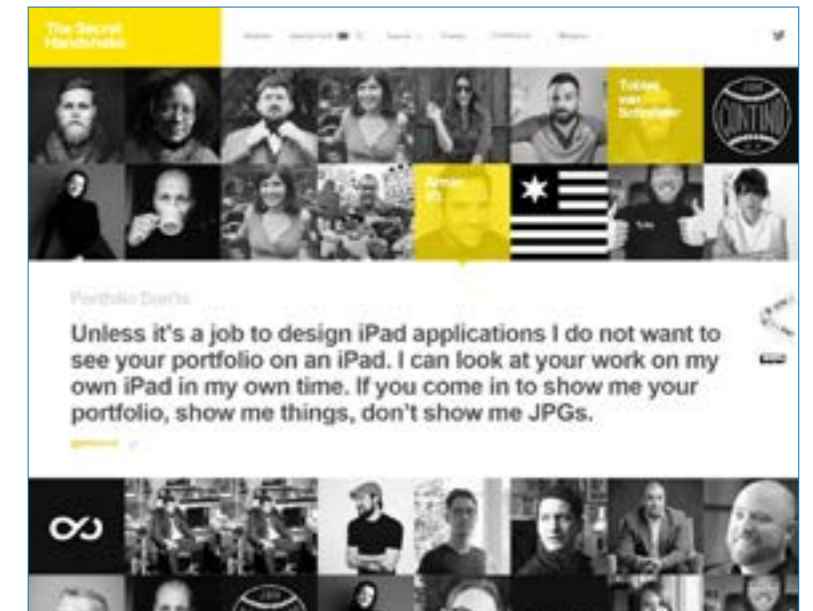 The Secret
Handshake
Tobias
van
Schneider
CONTINO
Portfolio Don'ts
Unless it's a job to design iPad applications I do not want to
see your portfolio on an iPad. I can look at your work on my
own iPad in my own time. If you come in to show me your
portfolio, show me things, don't show me JPGs.